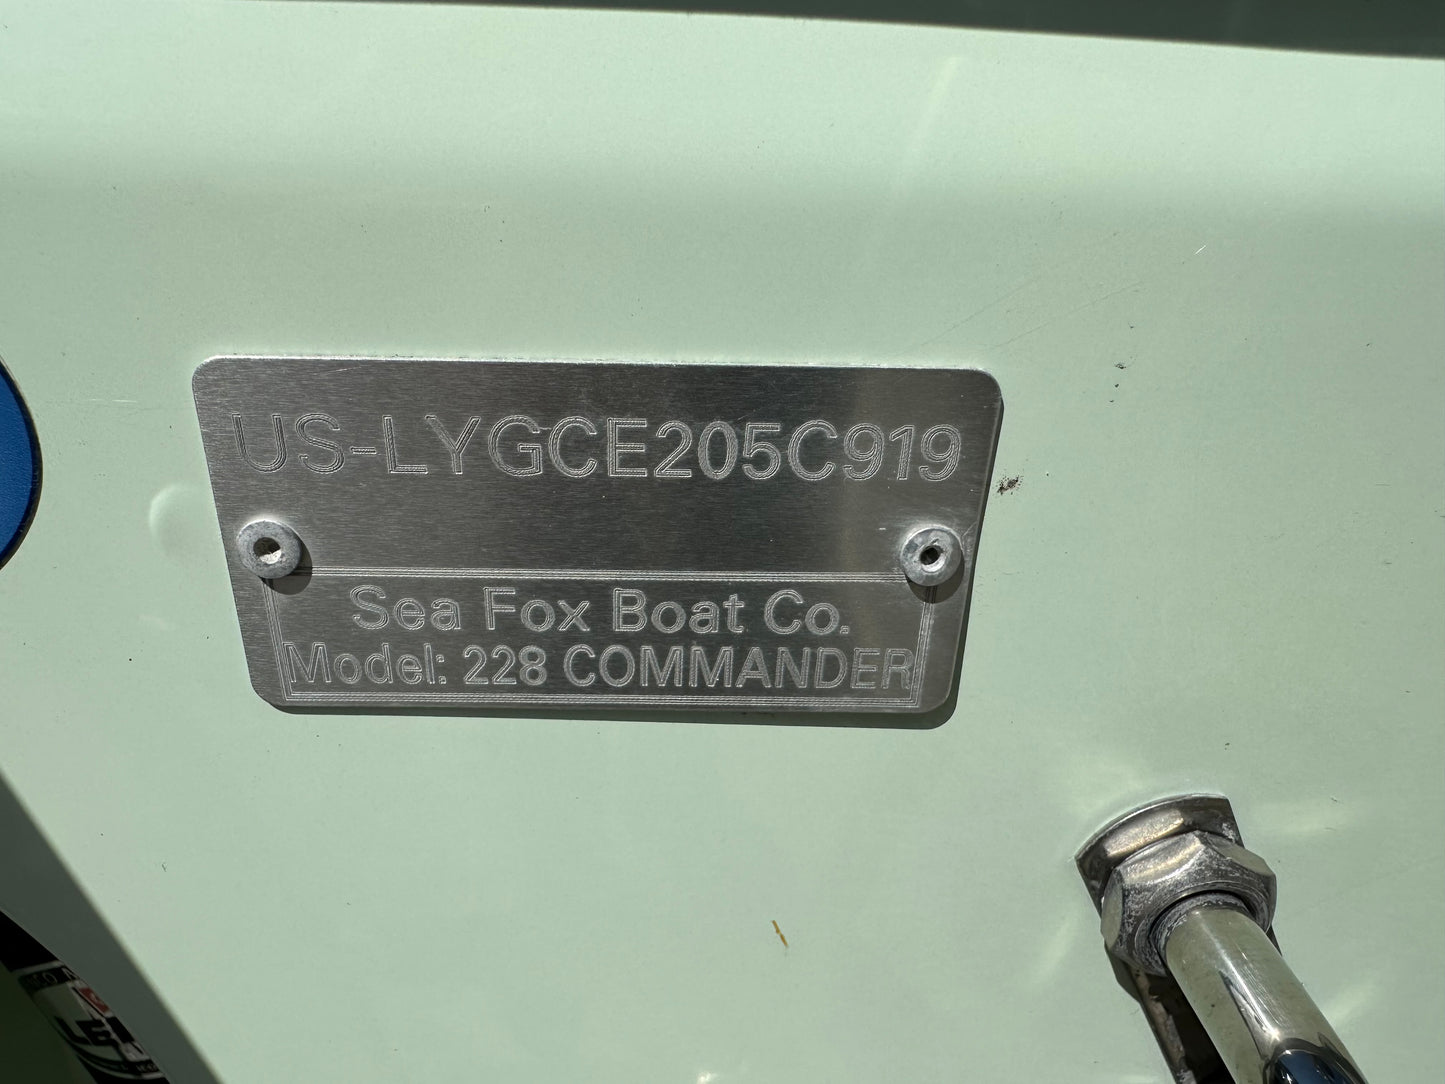 US-LYGCE205C919
Sea Fox Boat Co.
Model: 228 COMMANDER